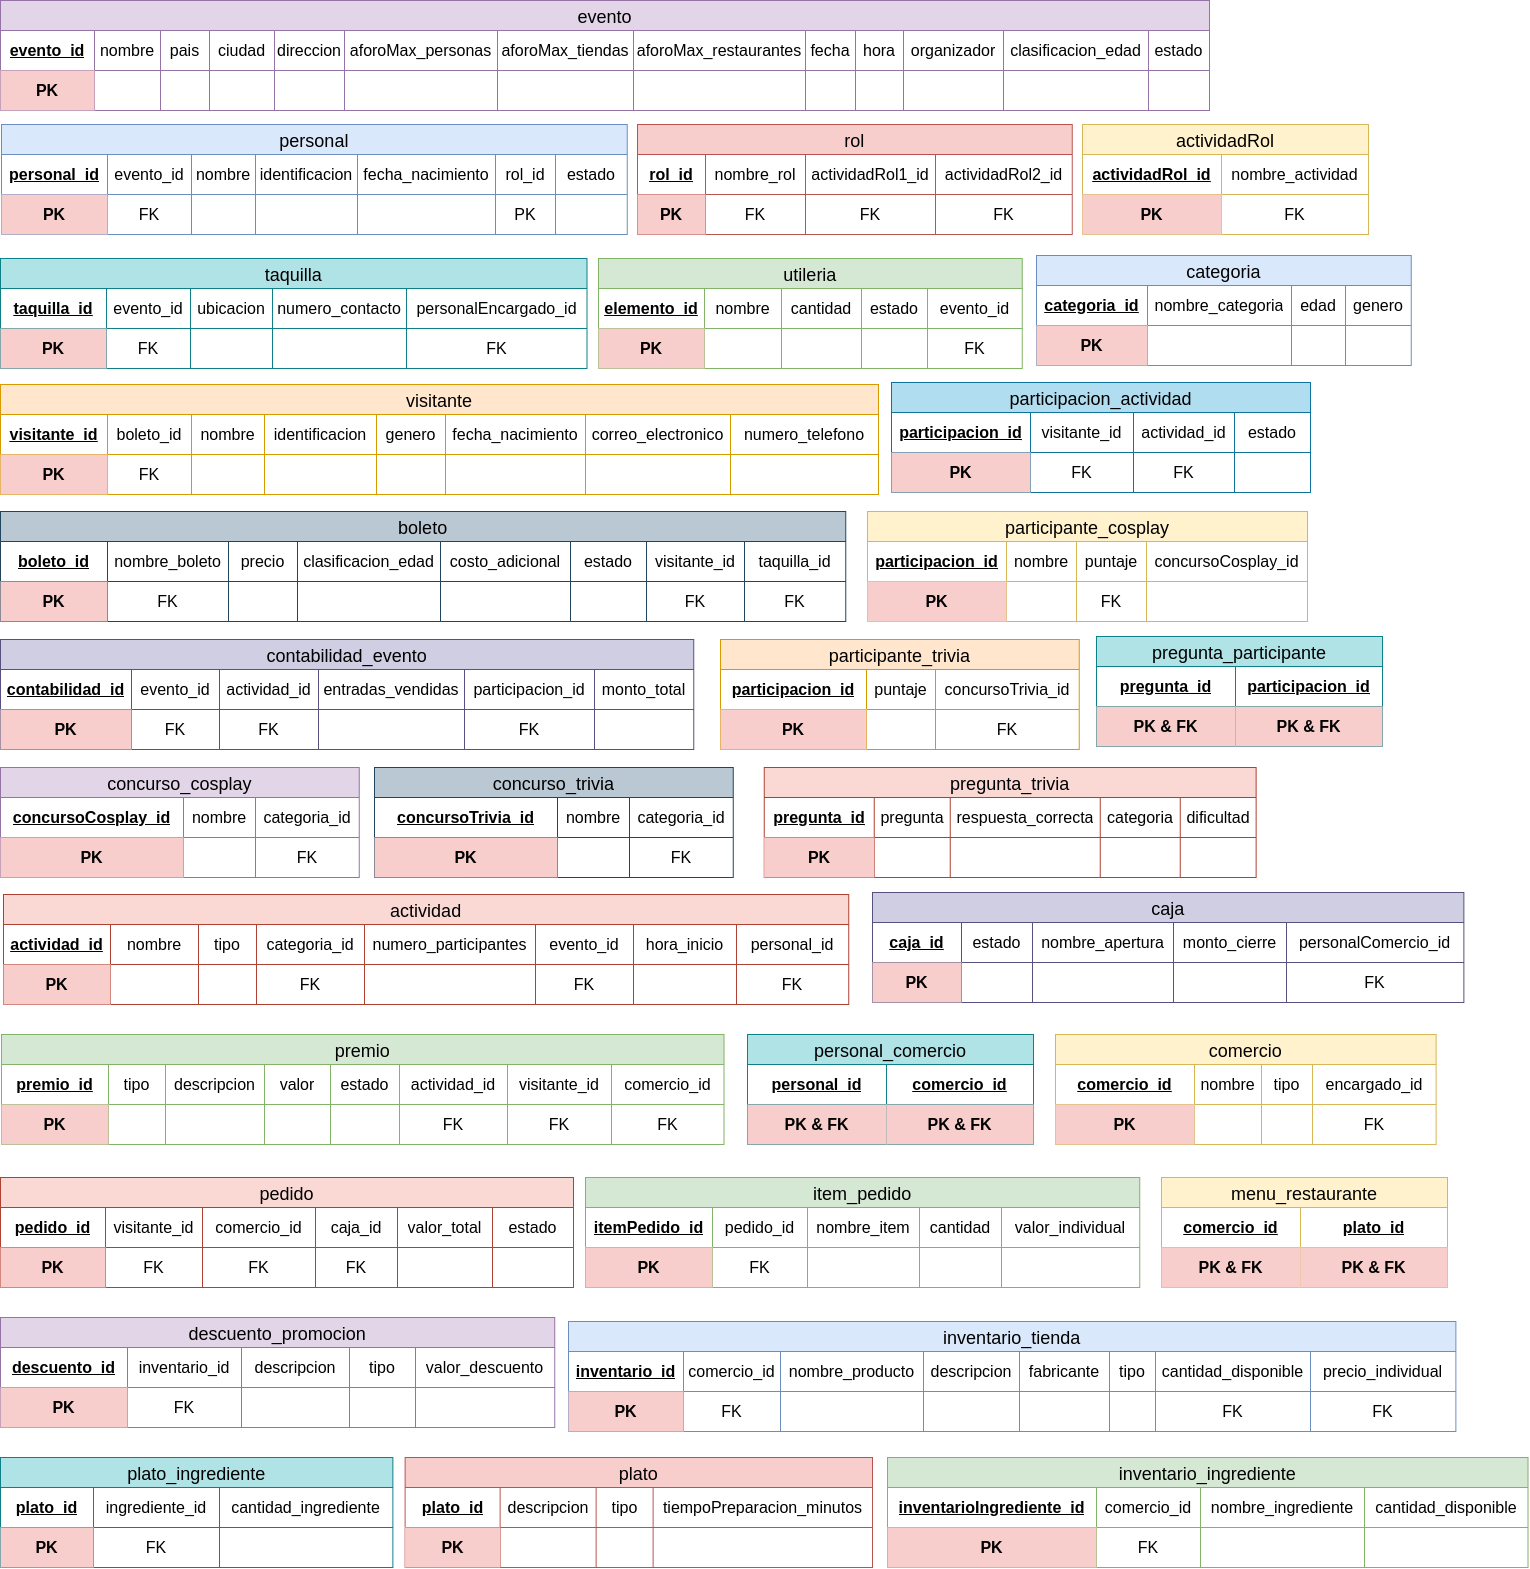 evento
evento_id nombre pais ciudad direccion aforoMax_personas aforoMax_tiendas aforoMax_restaurantes fecha hora organizador clasificacion_edad estado
PK
personal
personal_id evento_id nombre identificacion fecha_nacimiento rol_id estado
PK FK PK
rol
rol_id nombre_rol actividadRol1_id actividadRol2_id
PK FK FK FK
actividadRol
actividadRol_id nombre_actividad
PK FK
taquilla
taquilla_id evento_id ubicacion numero_contacto personalEncargado_id
PK FK FK
utileria
elemento_id nombre cantidad estado evento_id
PK FK
categoria
categoria_id nombre_categoria edad genero
PK
visitante
visitante_id boleto_id nombre identificacion genero fecha_nacimiento correo_electronico numero_telefono
PK FK
participacion_actividad
participacion_id visitante_id actividad_id estado
PK FK FK
boleto
boleto_id nombre_boleto precio clasificacion_edad costo_adicional estado visitante_id taquilla_id
PK FK FK FK
participante_cosplay
participacion_id nombre puntaje concursoCosplay_id
PK FK
contabilidad_evento
contabilidad_id evento_id actividad_id entradas_vendidas participacion_id monto_total
PK FK FK FK
participante_trivia
participacion_id puntaje concursoTrivia_id
PK FK
pregunta_participante
pregunta_id participacion_id
PK & FK PK & FK
concurso_cosplay
concursoCosplay_id nombre categoria_id
PK FK
concurso_trivia
concursoTrivia_id nombre categoria_id
PK FK
pregunta_trivia
pregunta_id pregunta respuesta_correcta categoria dificultad
PK
actividad
actividad_id nombre tipo categoria_id numero_participantes evento_id hora_inicio personal_id
PK FK FK FK
caja
caja_id estado nombre_apertura monto_cierre personalComercio_id
PK FK
premio
premio_id tipo descripcion valor estado actividad_id visitante_id comercio_id
PK FK FK FK
personal_comercio
personal_id comercio_id
PK & FK PK & FK
comercio
comercio_id nombre tipo encargado_id
PK FK
pedido
pedido_id visitante_id comercio_id caja_id valor_total estado
PK FK FK FK
item_pedido
itemPedido_id pedido_id nombre_item cantidad valor_individual
PK FK
menu_restaurante
comercio_id plato_id
PK & FK PK & FK
descuento_promocion
descuento_id inventario_id descripcion tipo valor_descuento
PK FK
inventario_tienda
inventario_id comercio_id nombre_producto descripcion fabricante tipo cantidad_disponible precio_individual
PK FK FK FK
plato_ingrediente
plato_id ingrediente_id cantidad_ingrediente
PK FK
plato
plato_id descripcion tipo tiempoPreparacion_minutos
PK
inventario_ingrediente
inventarioIngrediente_id comercio_id nombre_ingrediente cantidad_disponible
PK FK